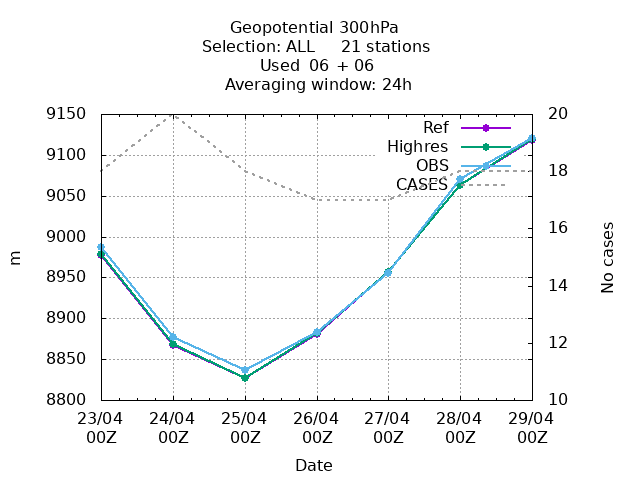 Geopotential 300hPa
Selection: ALL 21 stations
Used 06 + 06
Averaging window: 24h
9150
9100
9050
9000
8950
8900
8850
8800
m
20
18
16
14
12
10
No cases
Ref
Highres
OBS
CASES
23/04 24/04 25/04 26/04 27/04 28/04 29/04
00Z 00Z 00Z 00Z 00Z 00Z 00Z
Date